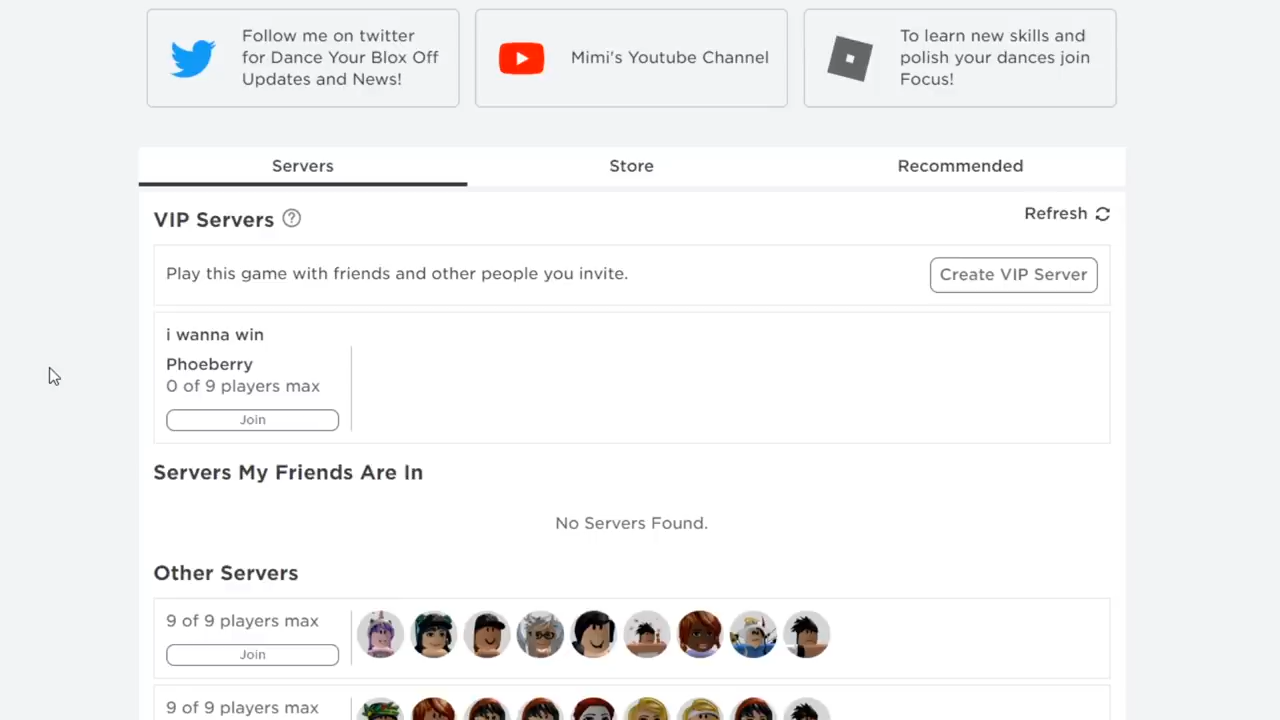 Follow me on twitter
for Dance Your Blox Off
Updates and News!
Mimi's Youtube Channel
To learn new skills and
polish your dances join
Focus!
Servers
Store
Recommended
VIP Servers
Refresh
Play this game with friends and other people you invite.
Create VIP Server
i wanna win
Phoeberry
0 of 9 players max
Join
Servers My Friends Are In
No Servers Found.
Other Servers
9 of 9 players max
Join
9 of 9 players max